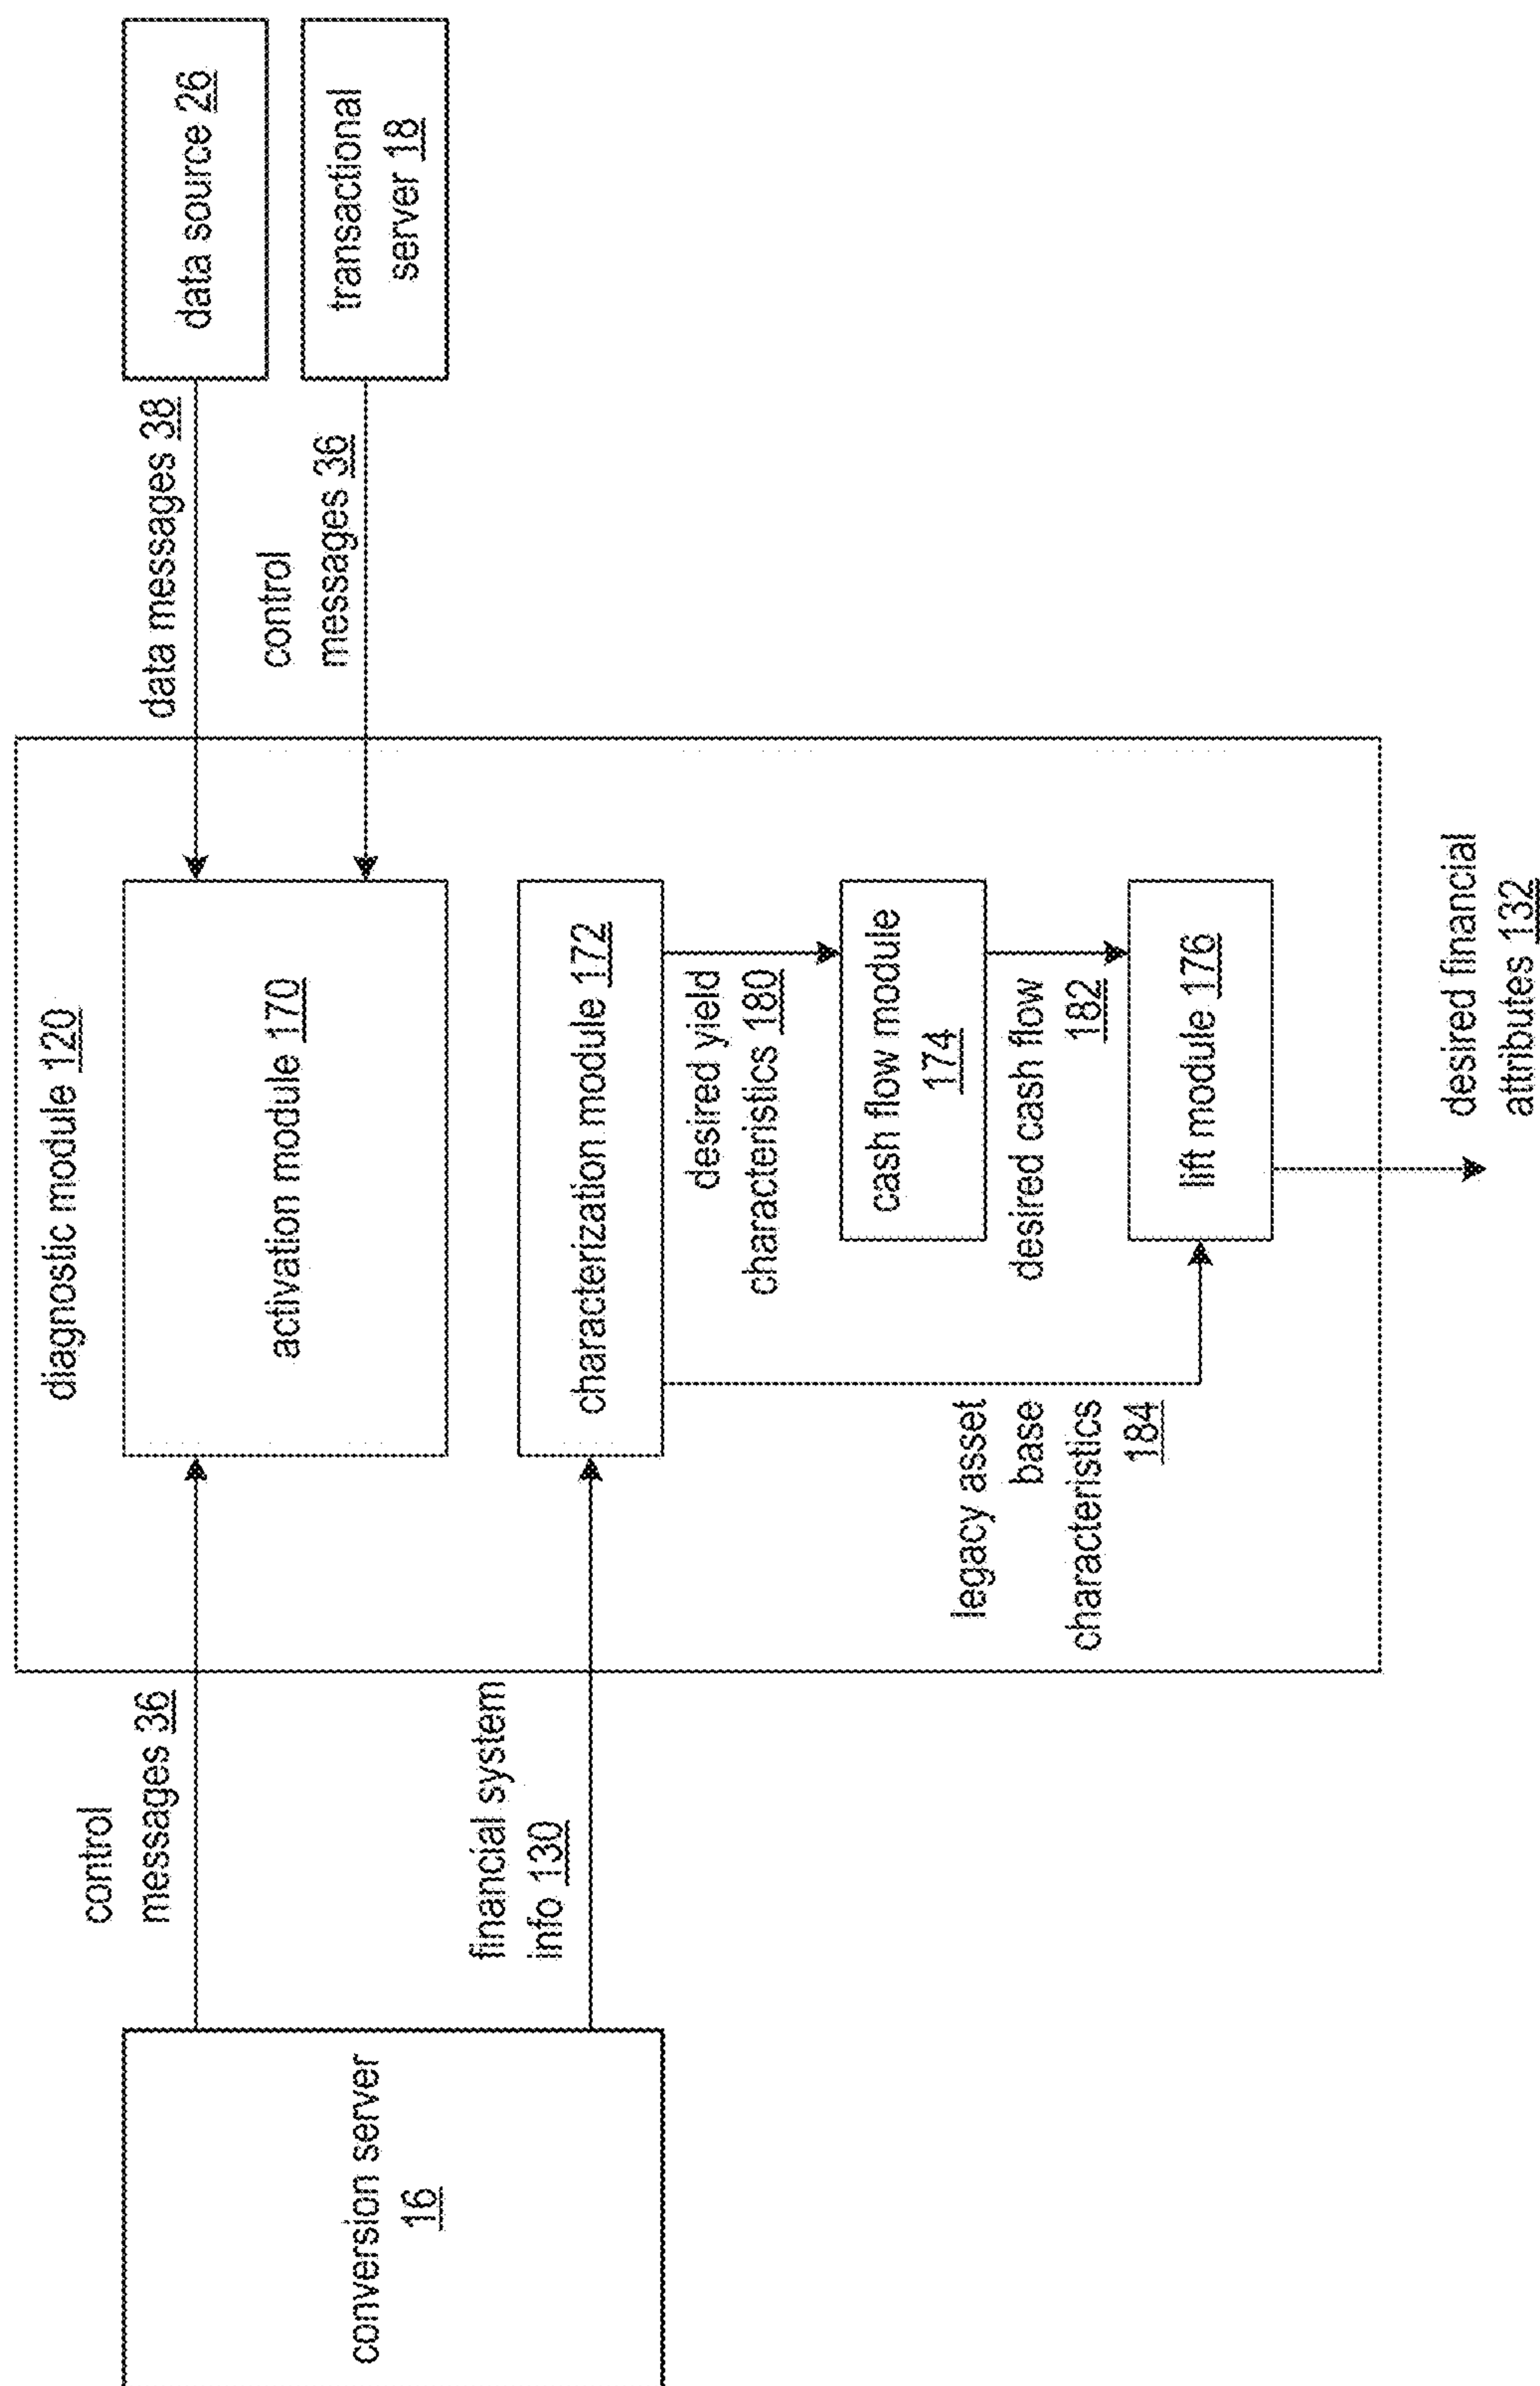 diagnostic module 120
control
messages 36
data messages 38
data source 26
activation module 170
control
messages 36
transactional
server 18
conversion server
16
financial system
info 130
characterization module 172
desired yield
characteristics 180
cash flow module
174
legacy asset
base
characteristics
184
desired cash flow
182
lift module 176
desired financial
attributes 132